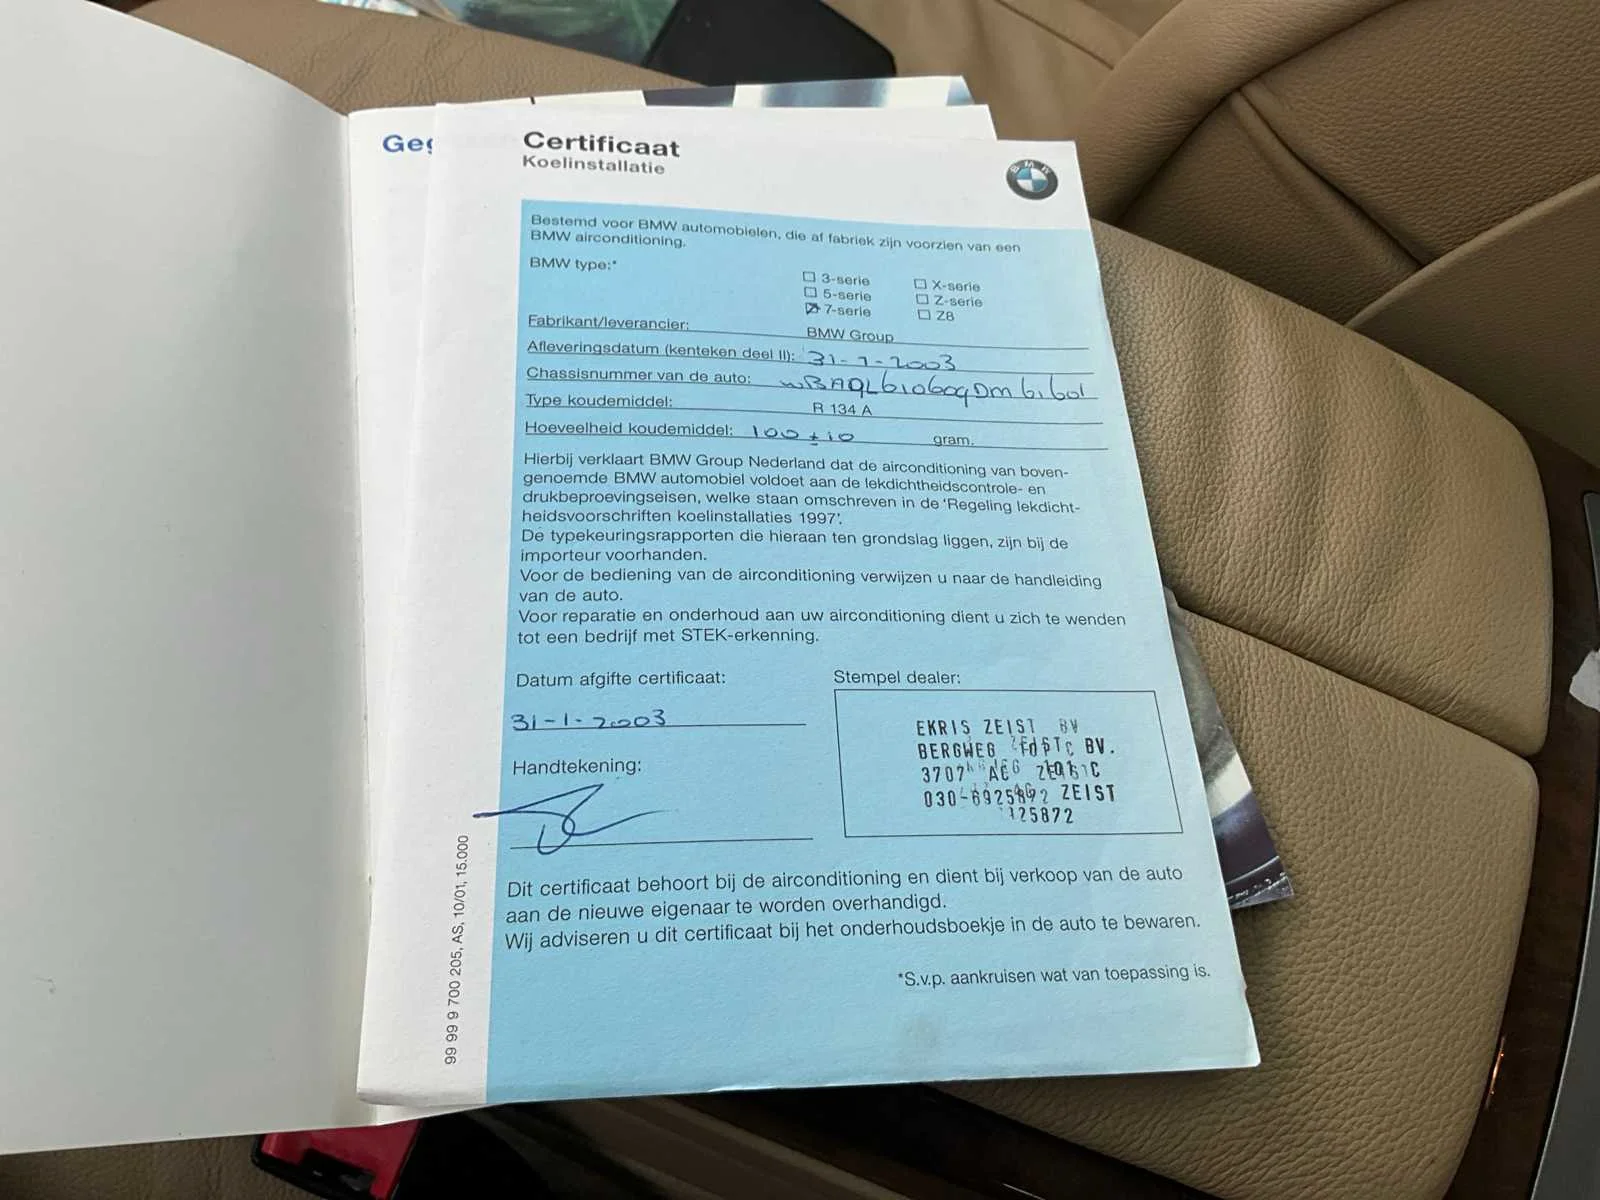 Certificaat
Koelinstallatie
BMW
Bestemd voor BMW automobielen, die af fabriek zijn voorzien van een
BMW airconditioning.
BMW type:*
3-serie
5-serie
7-serie
X-serie
Z-serie
Z8
Fabrikant/leverancier: BMW Group
Afleveringsdatum (kenteken deel II): 31-1-2003
Chassisnummer van de auto:
Type koudemiddel: R 134 A
Hoeveelheid koudemiddel: 100 ± 10 gram.
Hierbij verklaart BMW Group Nederland dat de airconditioning van boven-
genoemde BMW automobiel voldoet aan de lekdichtheidscontrole- en
drukbeproevingseisen, welke staan omschreven in de 'Regeling lekdicht-
heidsvoorschriften koelinstallaties 1997'.
De typekeuringsrapporten die hieraan ten grondslag liggen, zijn bij de
importeur voorhanden.
Voor de bediening van de airconditioning verwijzen u naar de handleiding
van de auto.
Voor reparatie en onderhoud aan uw airconditioning dient u zich te wenden
tot een bedrijf met STEK-erkenning.
Datum afgifte certificaat:
31-1-2003
Handtekening:
Stempel dealer:
EKRIS ZEIST BV
BERGWEG BV.
3707 AC
ZEIST
125872
Dit certificaat behoort bij de airconditioning en dient bij verkoop van de auto
aan de nieuwe eigenaar te worden overhandigd.
Wij adviseren u dit certificaat bij het onderhoudsboekje in de auto te bewaren.
*S.v.p. aankruisen wat van toepassing is.
99 99 9 700 205, AS, 10/01, 15.000